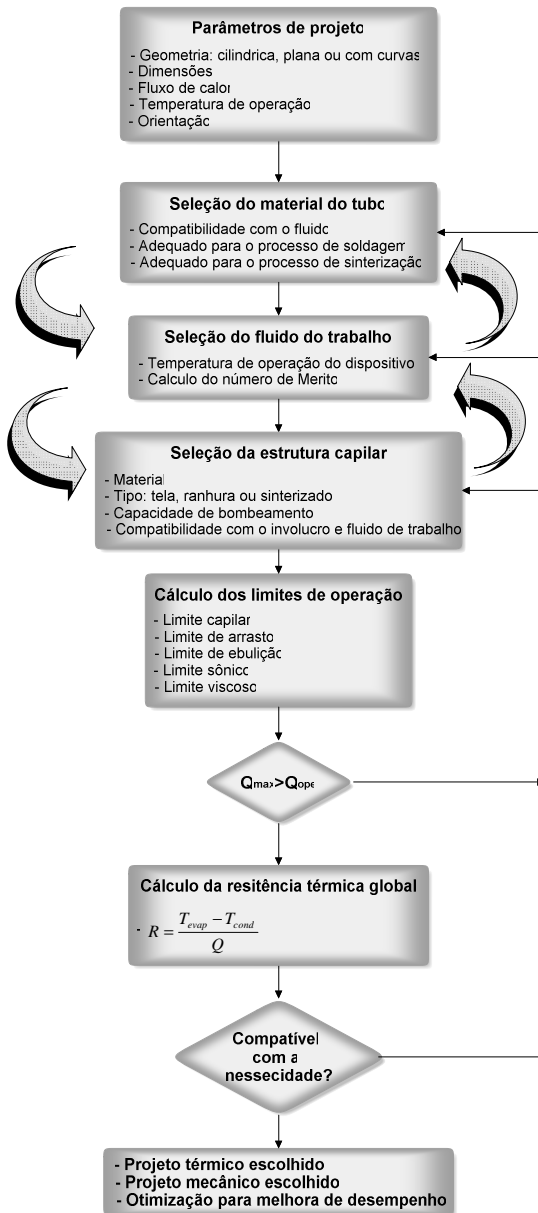 Parâmetros de projeto
- Geometria: cilindrica, plana ou com curvas
- Dimensões
- Fluxo de calor
- Temperatura de operação
- Orientação
Seleção do material do tubo
- Compatibilidade com o fluido
- Adequado para o processo de soldagem
- Adequado para o processo de sinterização
Seleção do fluido do trabalho
- Temperatura de operação do dispositivo
- Calculo do número de Merito
Seleção da estrutura capilar
- Material
- Tipo: tela, ranhura ou sinterizado
- Capacidade de bombeamento
- Compatibilidade com o involucro e fluido de trabalho
Cálculo dos limites de operação
- Limite capilar
- Limite de arrasto
- Limite de ebulição
- Limite sônico
- Limite viscoso
Qmax>Qope
Cálculo da resitência térmica global
- R = (T_evap − T_cond) / Q
Compatível
com a
nessecidade?
- Projeto térmico escolhido
- Projeto mecânico escolhido
- Otimização para melhora de desempenho